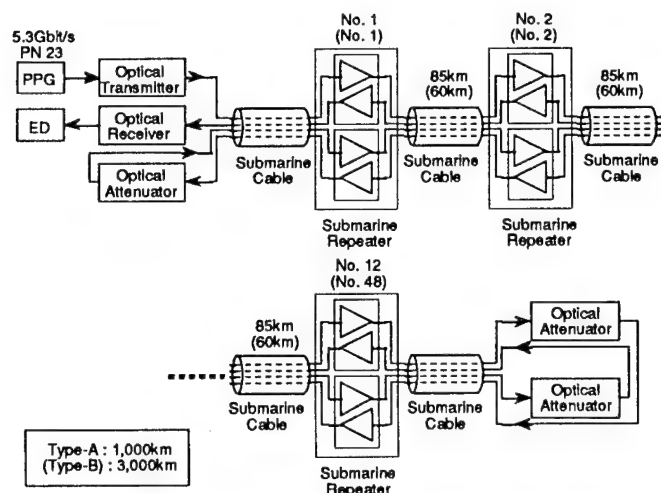 5.3Gbit/s
PN 23
PPG
Optical
Transmitter
ED
Optical
Receiver
Optical
Attenuator
Submarine
Cable
No. 1
(No. 1)
Submarine
Repeater
85km
(60km)
Submarine
Cable
No. 2
(No. 2)
Submarine
Repeater
85km
(60km)
Submarine
Cable
85km
(60km)
Submarine
Cable
No. 12
(No. 48)
Submarine
Repeater
Submarine
Cable
Optical
Attenuator
Optical
Attenuator
Type-A : 1,000km
(Type-B) : 3,000km